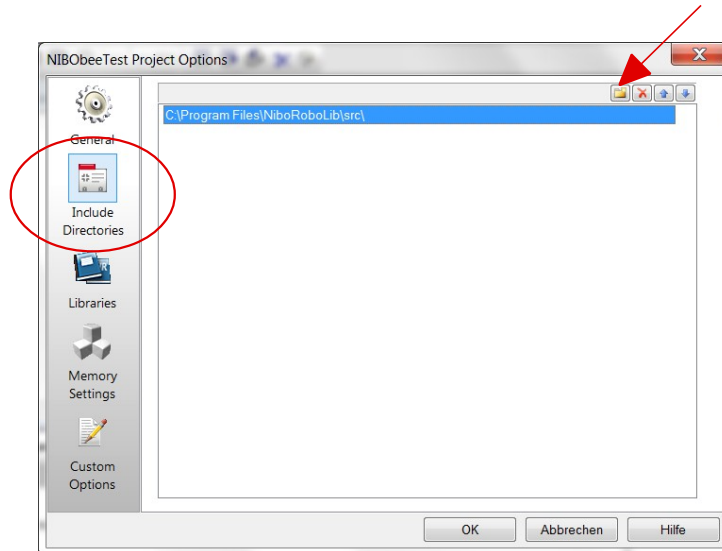 NIBObeeTest Project Options
General
C:\Program Files\NiboRoboLib\src\
Include
Directories
Libraries
Memory
Settings
Custom
Options
OK
Abbrechen
Hilfe